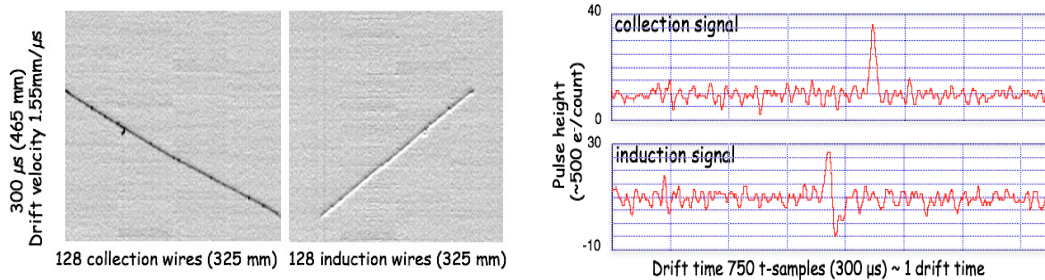 300 µs (465 mm)
Drift velocity 1.55mm/µs
128 collection wires (325 mm)
128 induction wires (325 mm)
Pulse height
(~500 e⁻/count)
40
collection signal
0
30
induction signal
-10
Drift time 750 t-samples (300 µs) ~ 1 drift time